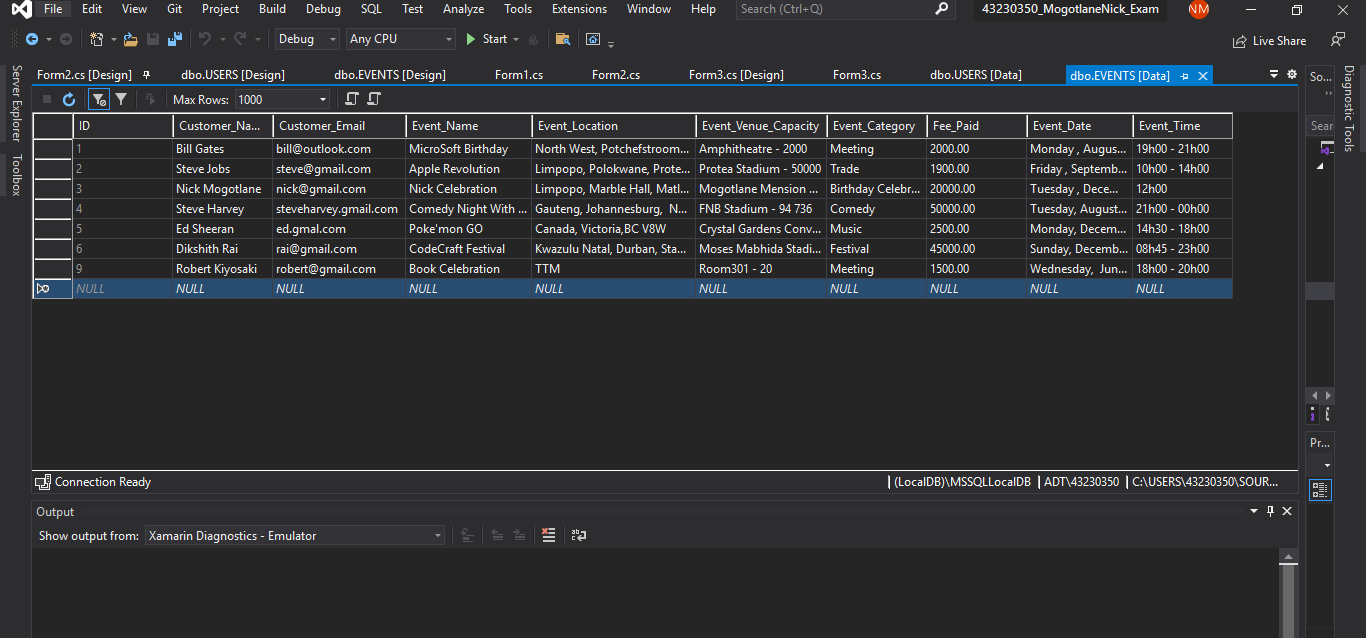 File Edit View Git Project Build Debug SQL Test Analyze Tools Extensions Window Help Search (Ctrl+Q) 43230350_MogotlaneNick_Exam NM
Debug Any CPU Start Live Share
Form2.cs [Design] dbo.USERS [Design] dbo.EVENTS [Design] Form1.cs Form2.cs Form3.cs [Design] Form3.cs dbo.USERS [Data] dbo.EVENTS [Data] So...
Server Explorer
Toolbox
Diagnostic Tools
Max Rows: 1000
Sear
ID Customer_Na... Customer_Email Event_Name Event_Location Event_Venue_Capacity Event_Category Fee_Paid Event_Date Event_Time
1 Bill Gates bill@outlook.com MicroSoft Birthday North West, Potchefstroom... Amphitheatre - 2000 Meeting 2000.00 Monday , Augus... 19h00 - 21h00
2 Steve Jobs steve@gmail.com Apple Revolution Limpopo, Polokwane, Prote... Protea Stadium - 50000 Trade 1900.00 Friday , Septemb... 10h00 - 14h00
3 Nick Mogotlane nick@gmail.com Nick Celebration Limpopo, Marble Hall, Matl... Mogotlane Mension ... Birthday Celebr... 20000.00 Tuesday , Dece... 12h00
4 Steve Harvey steveharvey.gmail.com Comedy Night With ... Gauteng, Johannesburg, N... FNB Stadium - 94 736 Comedy 50000.00 Tuesday, August... 21h00 - 00h00
5 Ed Sheeran ed.gmal.com Poke'mon GO Canada, Victoria,BC V8W Crystal Gardens Conv... Music 2500.00 Monday, Decem... 14h30 - 18h00
6 Dikshith Rai rai@gmail.com CodeCraft Festival Kwazulu Natal, Durban, Sta... Moses Mabhida Stadi... Festival 45000.00 Sunday, Decemb... 08h45 - 23h00
9 Robert Kiyosaki robert@gmail.com Book Celebration TTM Room301 - 20 Meeting 1500.00 Wednesday, Jun... 18h00 - 20h00
NULL NULL NULL NULL NULL NULL NULL NULL NULL NULL
Pr...
Connection Ready (LocalDB)\MSSQLLocalDB ADT\43230350 C:\USERS\43230350\SOUR...
Output
Show output from: Xamarin Diagnostics - Emulator